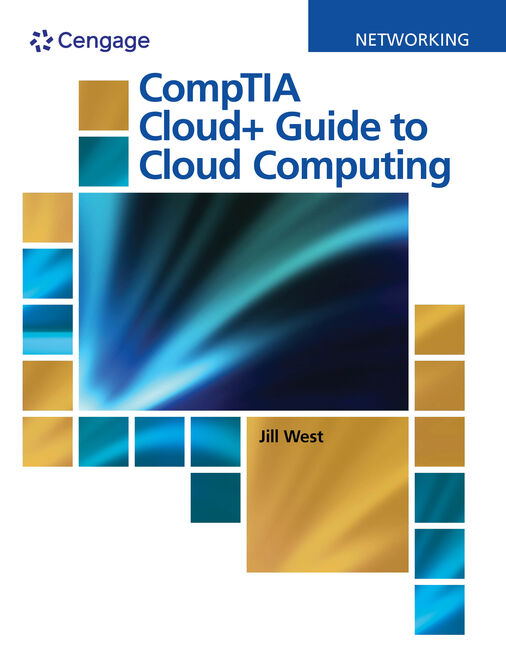 Cengage
NETWORKING
CompTIA
Cloud+ Guide to
Cloud Computing
Jill West